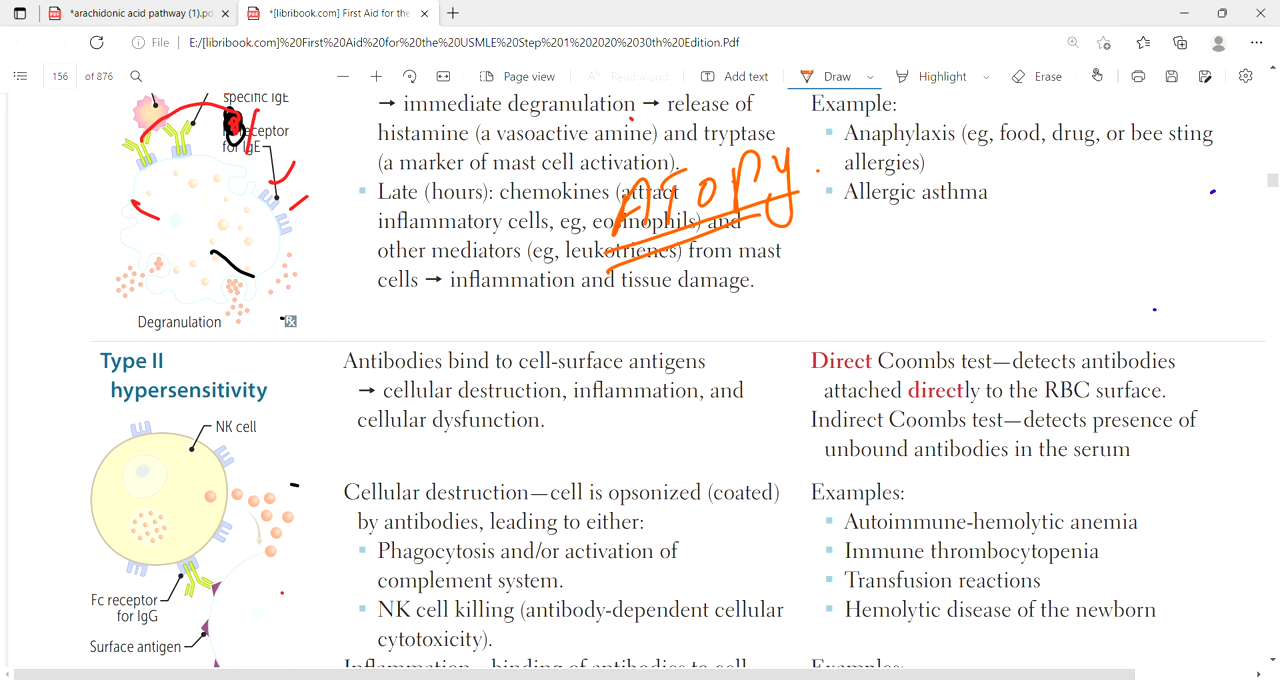 *arachidonic acid pathway (1).pd
*[libribook.com] First Aid for the
File
E:/[libribook.com]%20First%20Aid%20for%20the%20USMLE%20Step%201%202020%2030th%20Edition.Pdf
156 of 876
Page view
Read aloud
Add text
Draw
Highlight
Erase
specific IgE
receptor
for IgE
Degranulation
Rx
→ immediate degranulation → release of
histamine (a vasoactive amine) and tryptase
(a marker of mast cell activation).
Late (hours): chemokines (attract
inflammatory cells, eg, eosinophils) and
other mediators (eg, leukotrienes) from mast
cells → inflammation and tissue damage.
ATOPY
Example:
Anaphylaxis (eg, food, drug, or bee sting
allergies)
Allergic asthma
Type II
hypersensitivity
NK cell
Fc receptor
for IgG
Surface antigen
Antibodies bind to cell-surface antigens
→ cellular destruction, inflammation, and
cellular dysfunction.
Cellular destruction—cell is opsonized (coated)
by antibodies, leading to either:
Phagocytosis and/or activation of
complement system.
NK cell killing (antibody-dependent cellular
cytotoxicity).
Inflammation—binding of antibodies to cell
Direct Coombs test—detects antibodies
attached directly to the RBC surface.
Indirect Coombs test—detects presence of
unbound antibodies in the serum
Examples:
Autoimmune-hemolytic anemia
Immune thrombocytopenia
Transfusion reactions
Hemolytic disease of the newborn
Examples: